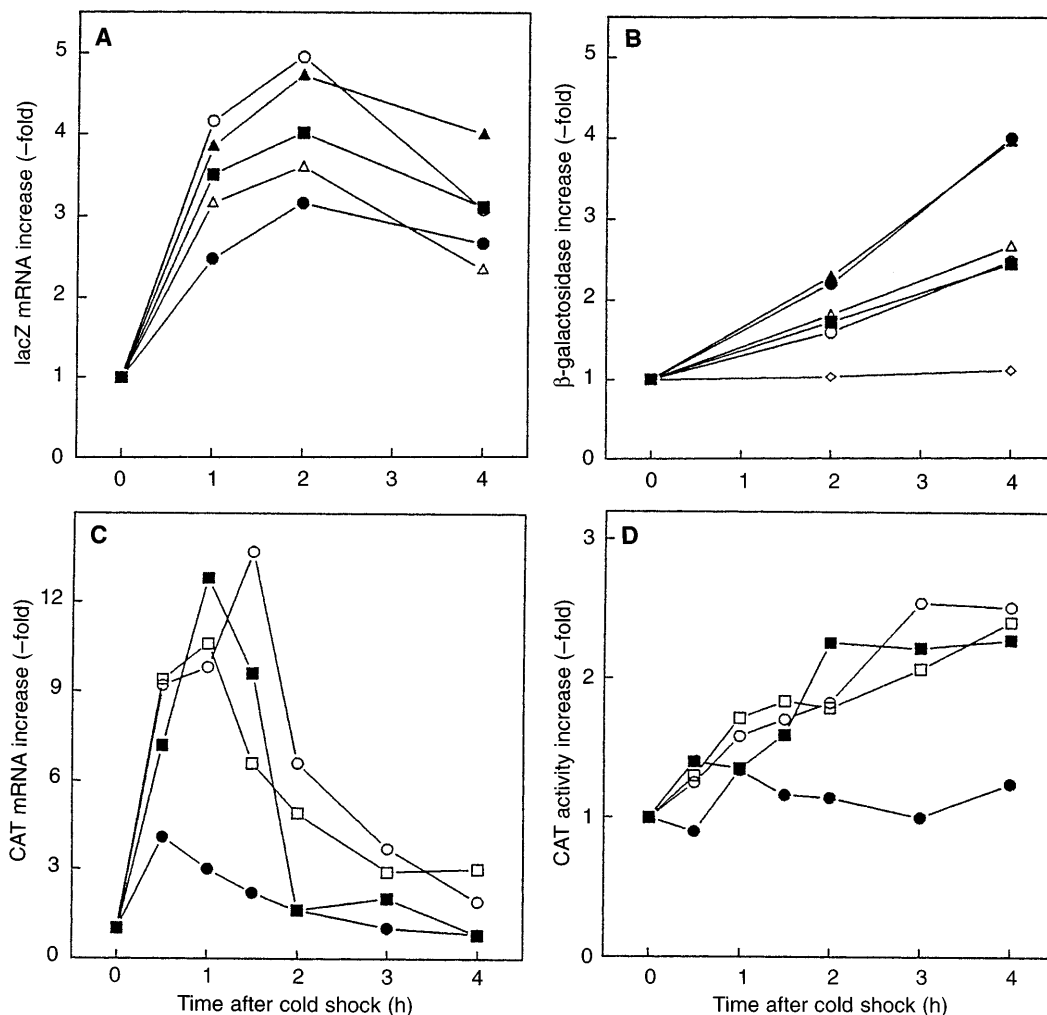 A
lacZ mRNA increase (–fold)
5
4
3
2
1
0
0 1 2 3 4
B
β-galactosidase increase (–fold)
5
4
3
2
1
0
0 1 2 3 4
C
CAT mRNA increase (–fold)
12
9
6
3
0
0 1 2 3 4
Time after cold shock (h)
D
CAT activity increase (–fold)
3
2
1
0
0 1 2 3 4
Time after cold shock (h)